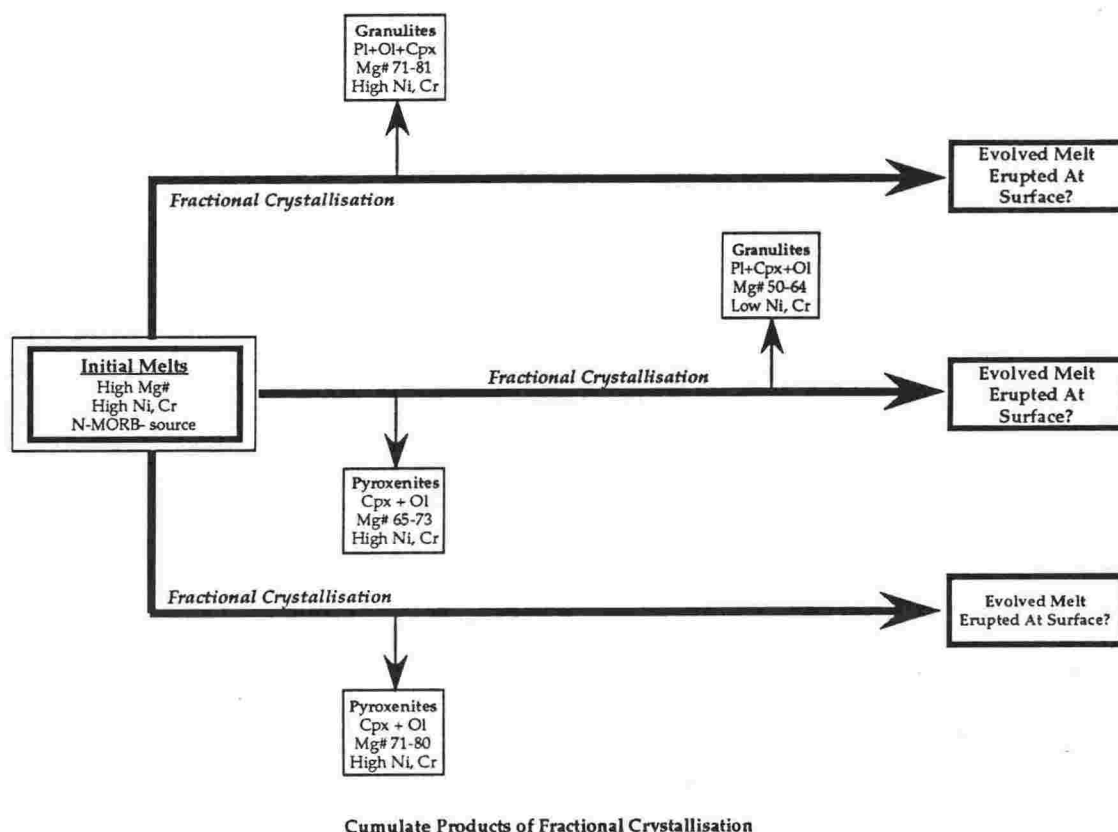 Granulites
Pl+Ol+Cpx
Mg# 71-81
High Ni, Cr
Evolved Melt
Erupted At
Surface?
Fractional Crystallisation
Granulites
Pl+Cpx+Ol
Mg# 50-64
Low Ni, Cr
Initial Melts
High Mg#
High Ni, Cr
N-MORB- source
Fractional Crystallisation
Evolved Melt
Erupted At
Surface?
Pyroxenites
Cpx + Ol
Mg# 65-73
High Ni, Cr
Fractional Crystallisation
Evolved Melt
Erupted At Surface?
Pyroxenites
Cpx + Ol
Mg# 71-80
High Ni, Cr
Cumulate Products of Fractional Crystallisation